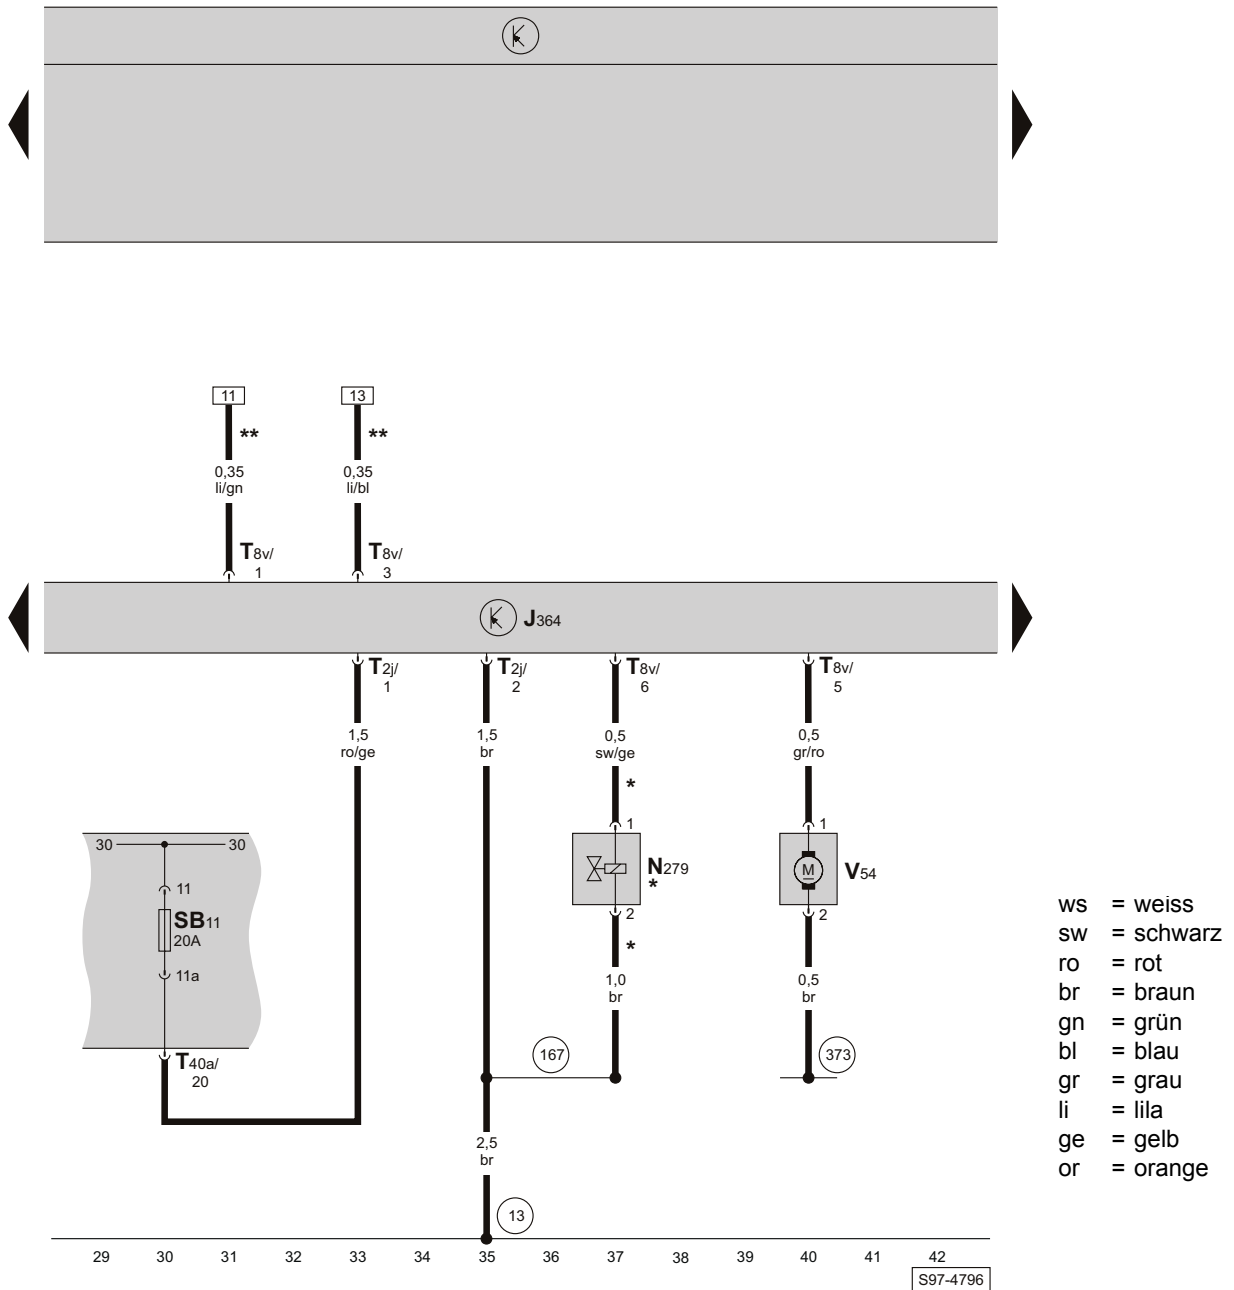 11 13
** **
0,35 0,35
li/gn li/bl
T8v/ T8v/
1 3
J364
T2j/ T2j/ T8v/ T8v/
1 2 6 5
1,5 1,5 0,5 0,5
ro/ge br sw/ge gr/ro
*
1 1
30 30
N279 V54
*
11
SB11
20A
2 2
*
11a
1,0 0,5
br br
167 373
T40a/
20
2,5
br
13
29 30 31 32 33 34 35 36 37 38 39 40 41 42
S97-4796
ws = weiss
sw = schwarz
ro = rot
br = braun
gn = grün
bl = blau
gr = grau
li = lila
ge = gelb
or = orange
M